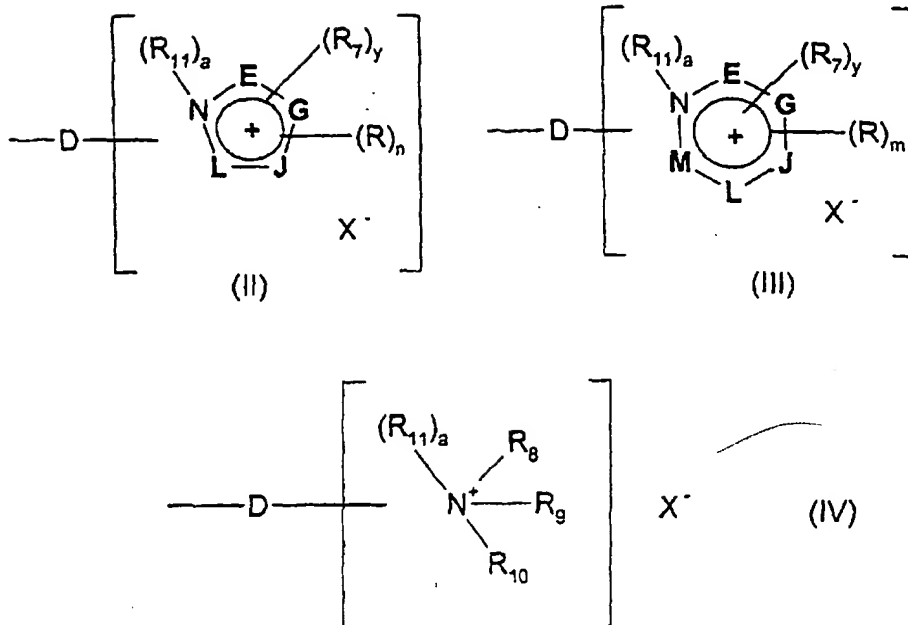 (R₁₁)ₐ E (R₇)ᵧ
N G
—D— + (R)ₙ
L J
X⁻
(II)
(R₁₁)ₐ E (R₇)ᵧ
N G
—D— + (R)ₘ
M J
L
X⁻
(III)
(R₁₁)ₐ R₈
—D— N⁺ R₉ X⁻ (IV)
R₁₀